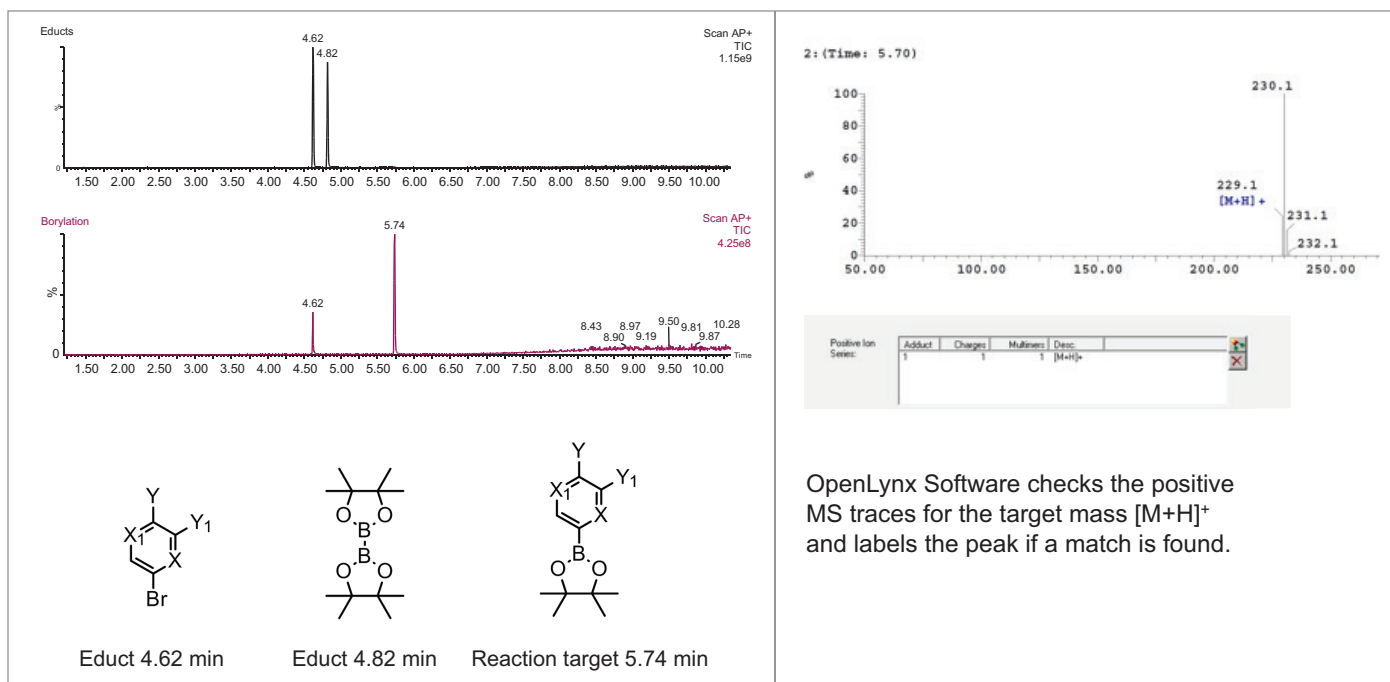 Educts
Scan AP+
TIC
1.15e9
4.62
4.82
%
0
1.50 2.00 2.50 3.00 3.50 4.00 4.50 5.00 5.50 6.00 6.50 7.00 7.50 8.00 8.50 9.00 9.50 10.00
Borylation
Scan AP+
TIC
4.25e8
5.74
4.62
8.43 8.90 8.97 9.19 9.50 9.81 9.87 10.28
%
0
Time
1.50 2.00 2.50 3.00 3.50 4.00 4.50 5.00 5.50 6.00 6.50 7.00 7.50 8.00 8.50 9.00 9.50 10.00
Y
Y1
X1
X
Br
O O
B
B
O O
Y
Y1
X1
X
B
O O
Educt 4.62 min
Educt 4.82 min
Reaction target 5.74 min
2:(Time: 5.70)
230.1
100
80
60
%
40
20
0
229.1
[M+H]+
231.1
232.1
50.00 100.00 150.00 200.00 250.00
Positive Ion
Series:
Adduct Charges Multimers Desc.
1 1 1 [M+H]+
OpenLynx Software checks the positive
MS traces for the target mass [M+H]+
and labels the peak if a match is found.